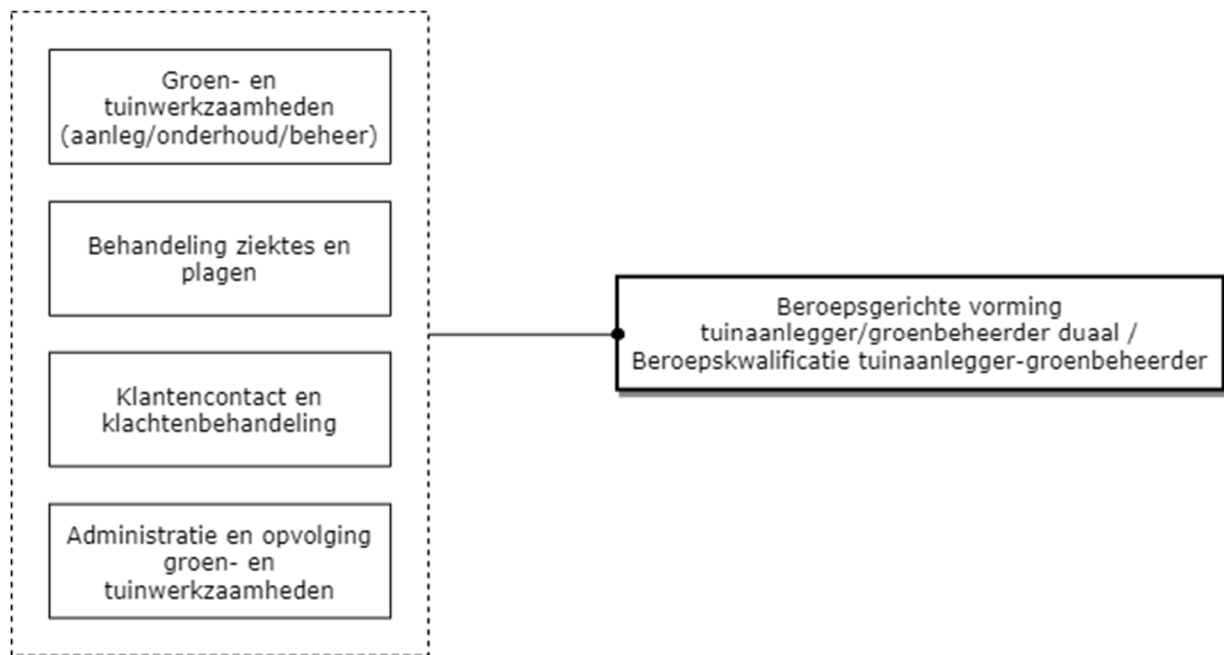 Groen- en
tuinwerkzaamheden
(aanleg/onderhoud/beheer)
Behandeling ziektes en
plagen
Klantencontact en
klachtenbehandeling
Administratie en opvolging
groen- en
tuinwerkzaamheden
Beroepsgerichte vorming
tuinaanlegger/groenbeheerder duaal /
Beroepskwalificatie tuinaanlegger-groenbeheerder